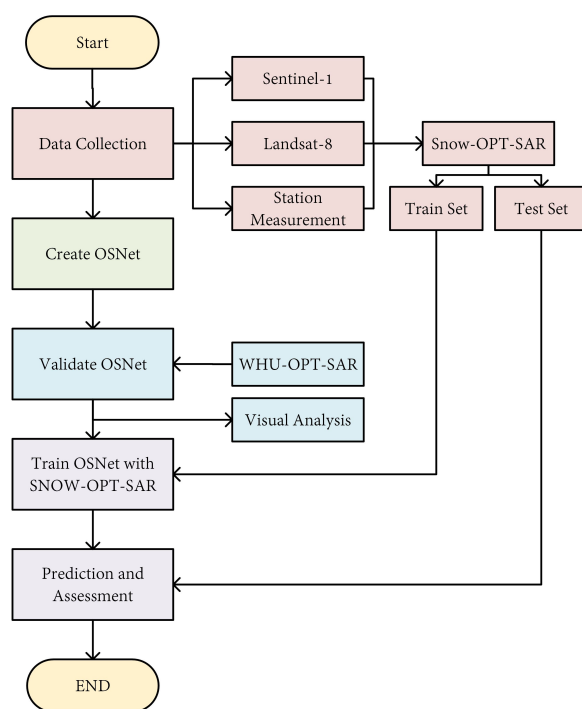 Start
Data Collection
Sentinel-1
Landsat-8
Station
Measurement
Snow-OPT-SAR
Train Set
Test Set
Create OSNet
Validate OSNet
WHU-OPT-SAR
Visual Analysis
Train OSNet with
SNOW-OPT-SAR
Prediction and
Assessment
END